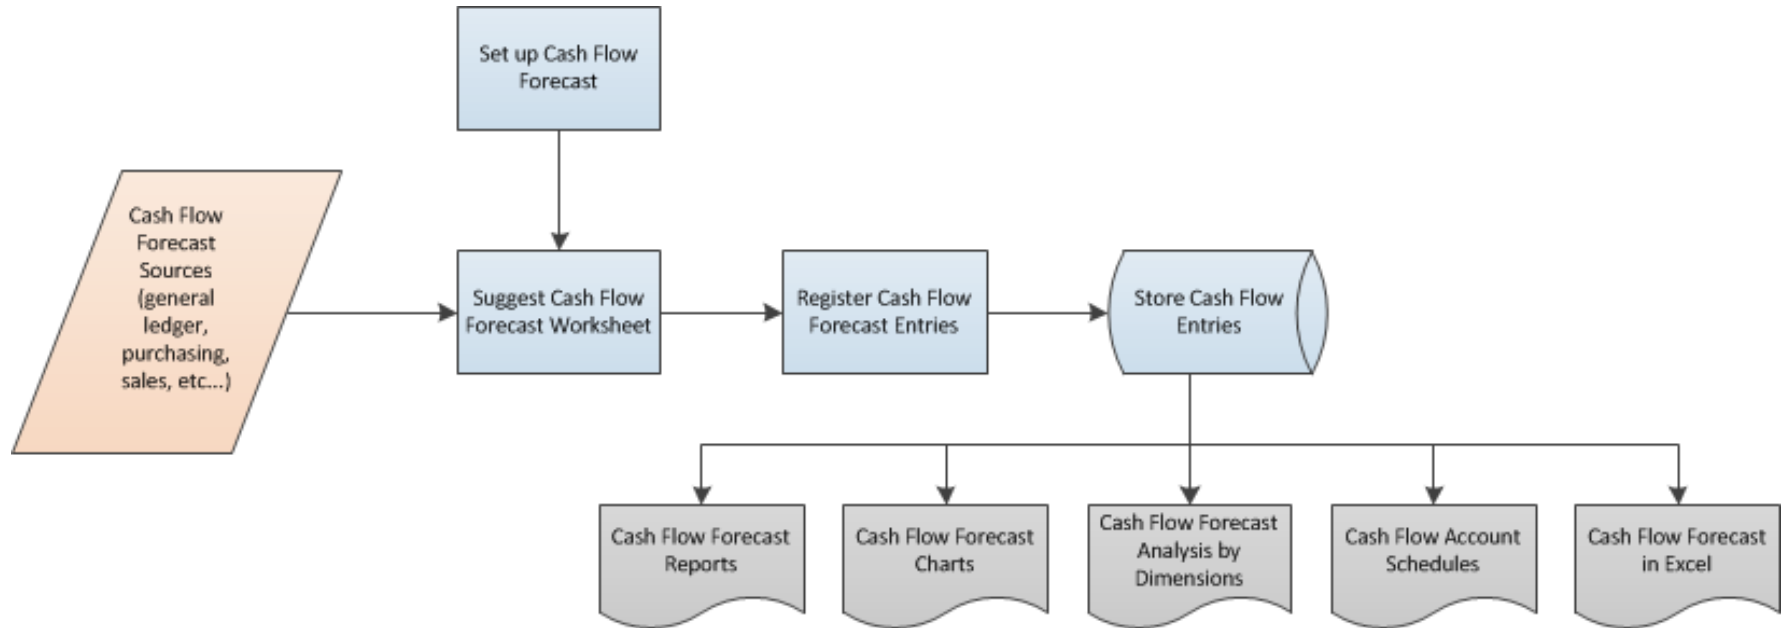 Set up Cash Flow
Forecast
Cash Flow
Forecast
Sources
(general
ledger,
purchasing,
sales, etc...)
Suggest Cash Flow
Forecast Worksheet
Register Cash Flow
Forecast Entries
Store Cash Flow
Entries
Cash Flow Forecast
Reports
Cash Flow Forecast
Charts
Cash Flow Forecast
Analysis by
Dimensions
Cash Flow Account
Schedules
Cash Flow Forecast
in Excel